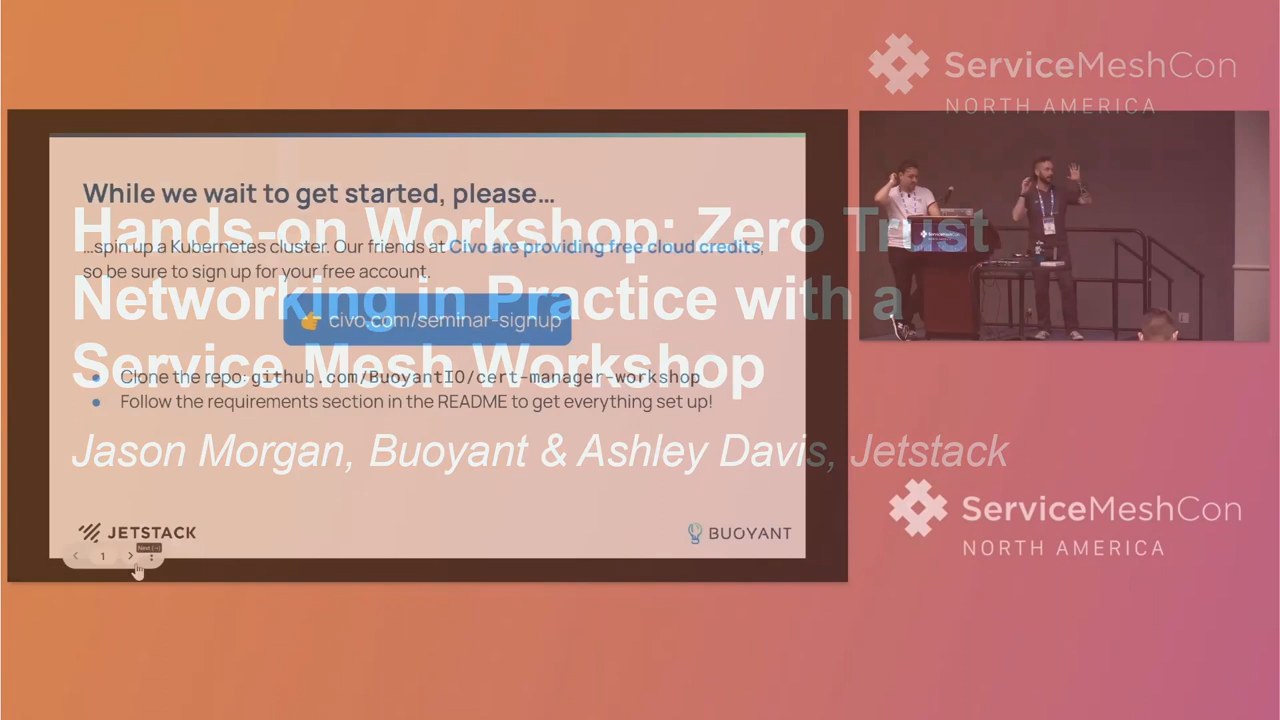 ServiceMeshCon
NORTH AMERICA
While we wait to get started, please...
...spin up a Kubernetes cluster. Our friends at Civo are providing free cloud credits,
so be sure to sign up for your free account.
👉 civo.com/seminar-signup
• Clone the repo: github.com/BuoyantIO/cert-manager-workshop
• Follow the requirements section in the README to get everything set up!
JETSTACK
BUOYANT
1
Hands-on Workshop: Zero Trust
Networking in Practice with a
Service Mesh Workshop
Jason Morgan, Buoyant & Ashley Davis, Jetstack
ServiceMeshCon
NORTH AMERICA